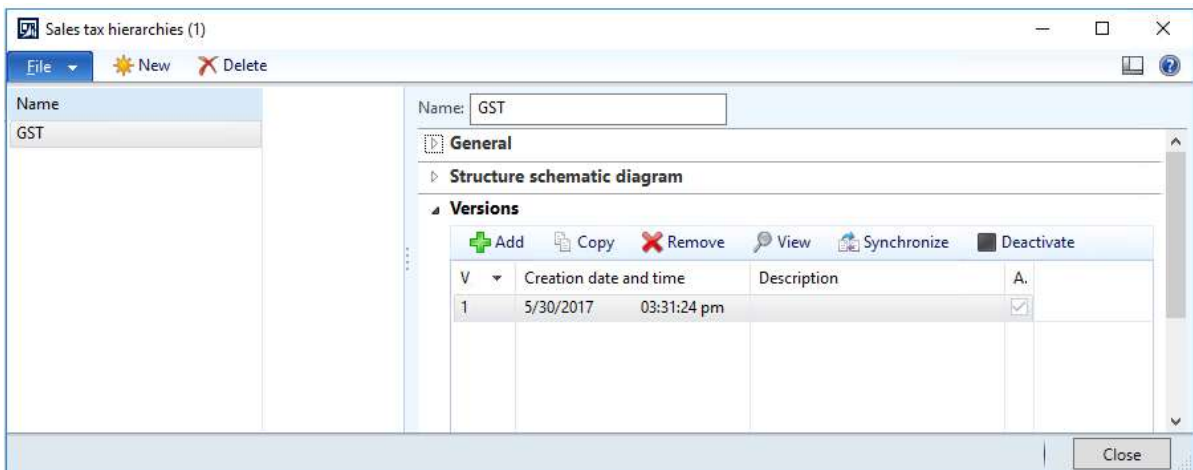 Sales tax hierarchies (1)
File New Delete
Name
GST
Name: GST
General
Structure schematic diagram
Versions
Add Copy Remove View Synchronize Deactivate
V Creation date and time Description A.
1 5/30/2017 03:31:24 pm
Close